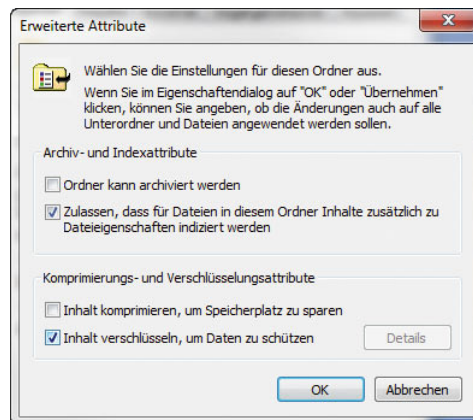 Erweiterte Attribute
Wählen Sie die Einstellungen für diesen Ordner aus.
Wenn Sie im Eigenschaftendialog auf "OK" oder "Übernehmen"
klicken, können Sie angeben, ob die Änderungen auch auf alle
Unterordner und Dateien angewendet werden sollen.
Archiv- und Indexattribute
Ordner kann archiviert werden
Zulassen, dass für Dateien in diesem Ordner Inhalte zusätzlich zu
Dateieigenschaften indiziert werden
Komprimierungs- und Verschlüsselungsattribute
Inhalt komprimieren, um Speicherplatz zu sparen
Inhalt verschlüsseln, um Daten zu schützen
Details
OK
Abbrechen